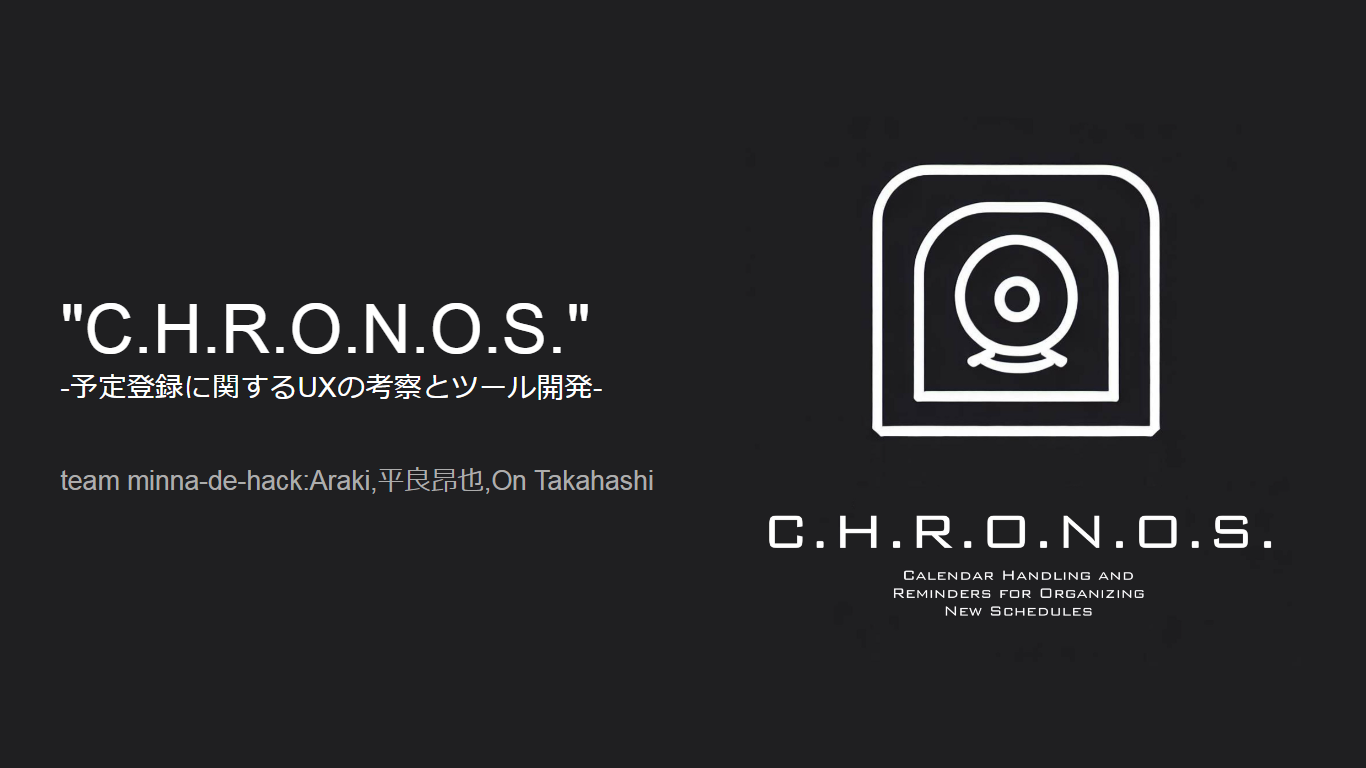 "C.H.R.O.N.O.S."
-予定登録に関するUXの考察とツール開発-
team minna-de-hack:Araki,平良昂也,On Takahashi
C.H.R.O.N.O.S.
Calendar Handling and
Reminders for Organizing
New Schedules